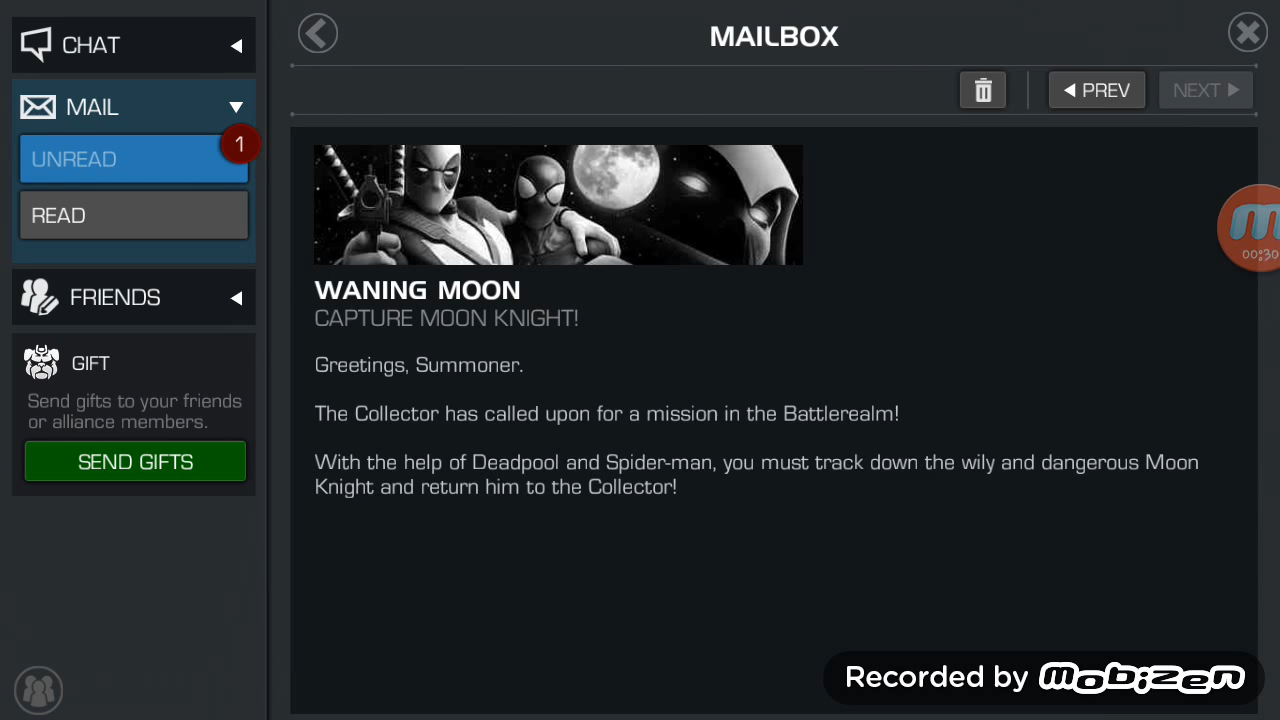 CHAT
MAIL
UNREAD
1
READ
FRIENDS
GIFT
Send gifts to your friends
or alliance members.
SEND GIFTS
MAILBOX
PREV
NEXT
WANING MOON
CAPTURE MOON KNIGHT!
Greetings, Summoner.
The Collector has called upon for a mission in the Battlerealm!
With the help of Deadpool and Spider-man, you must track down the wily and dangerous Moon
Knight and return him to the Collector!
00:30
Recorded by mobizen